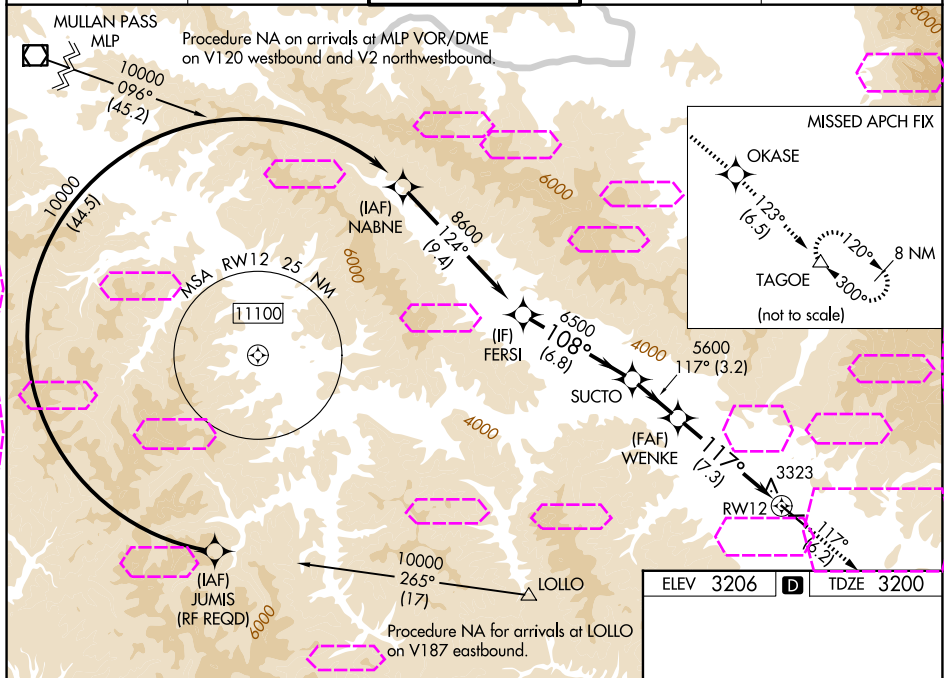 MULLAN PASS
MLP
Procedure NA on arrivals at MLP VOR/DME
on V120 westbound and V2 northwestbound.
8000
10000
096°
(45.2)
MISSED APCH FIX
OKASE
123°
(6.5)
120°
8 NM
TAGOE
300°
(not to scale)
6000
10000
(44.5)
(IAF)
NABNE
8600
124°
(9.4)
6000
MSA RW12 25 NM
11100
(IF)
FERSI
6500
108°
(6.8)
4000
5600
117° (3.2)
SUCTO
4000
(FAF)
WENKE
117°
(7.3)
3323
RW12
117°
(6.2)
(IAF)
JUMIS
(RF REQD)
6000
10000
265°
(17)
LOLLO
Procedure NA for arrivals at LOLLO
on V187 eastbound.
ELEV 3206 D TDZE 3200